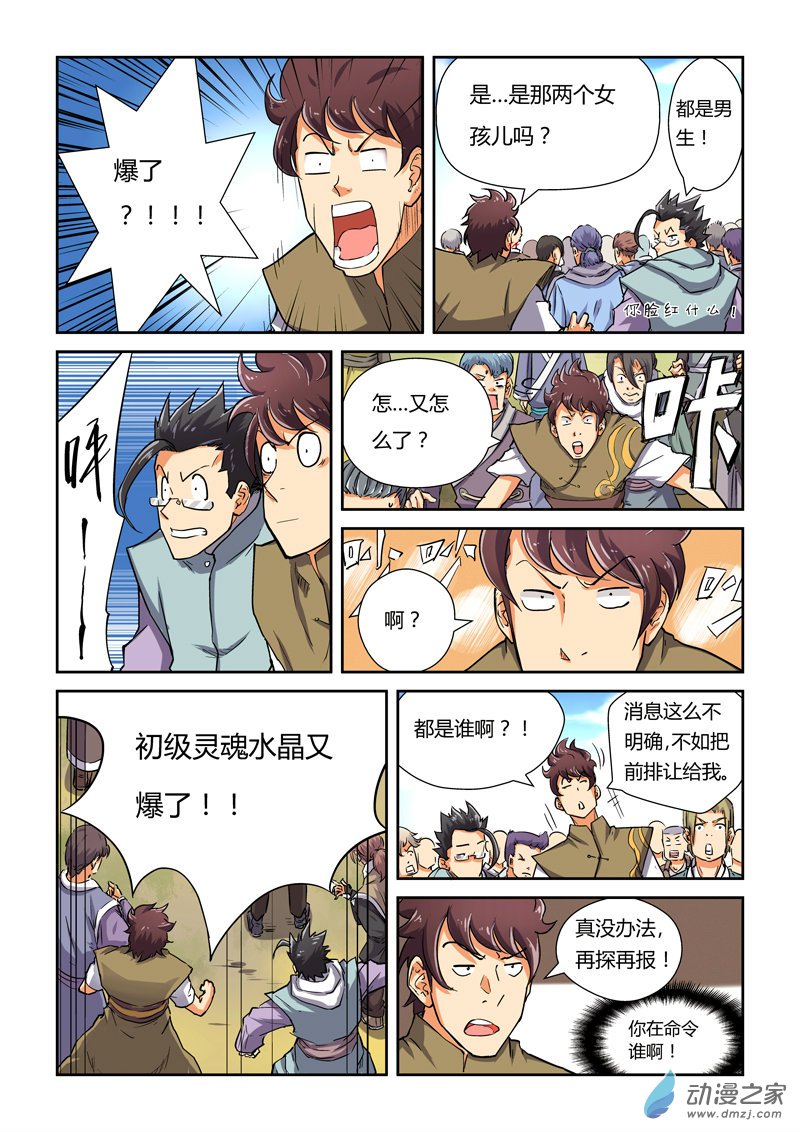 爆了
？！！！！
是…是那两个女
孩儿吗？
都是男
生！
你脸红什么！
咔
怎…又怎
么了？
咔
啊？
初级灵魂水晶又
爆了！！
都是谁啊？！
消息这么不
明确，不如把
前排让给我。
真没办法，
再探再报！
你在命令
谁啊！
动漫之家
www.dmzj.com